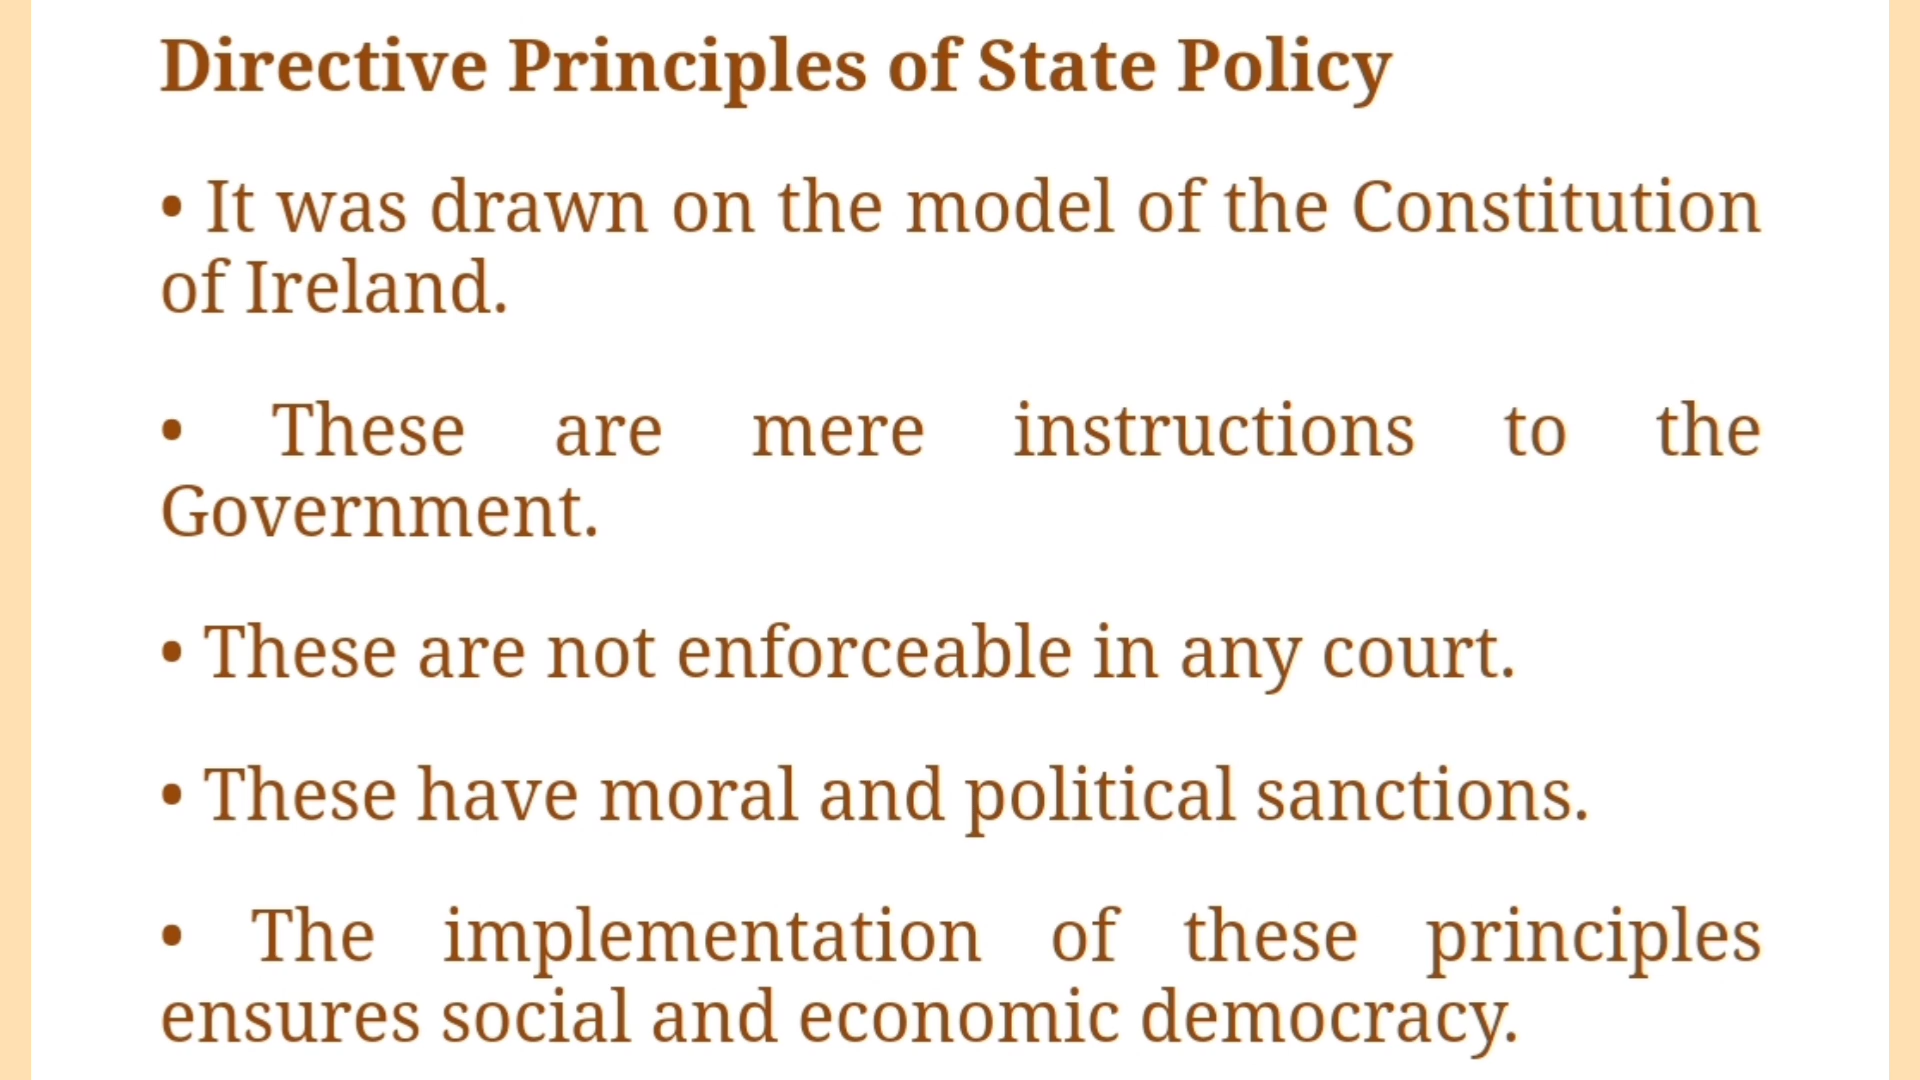 Directive Principles of State Policy
• It was drawn on the model of the Constitution
of Ireland.
• These are mere instructions to the
Government.
• These are not enforceable in any court.
• These have moral and political sanctions.
• The implementation of these principles
ensures social and economic democracy.